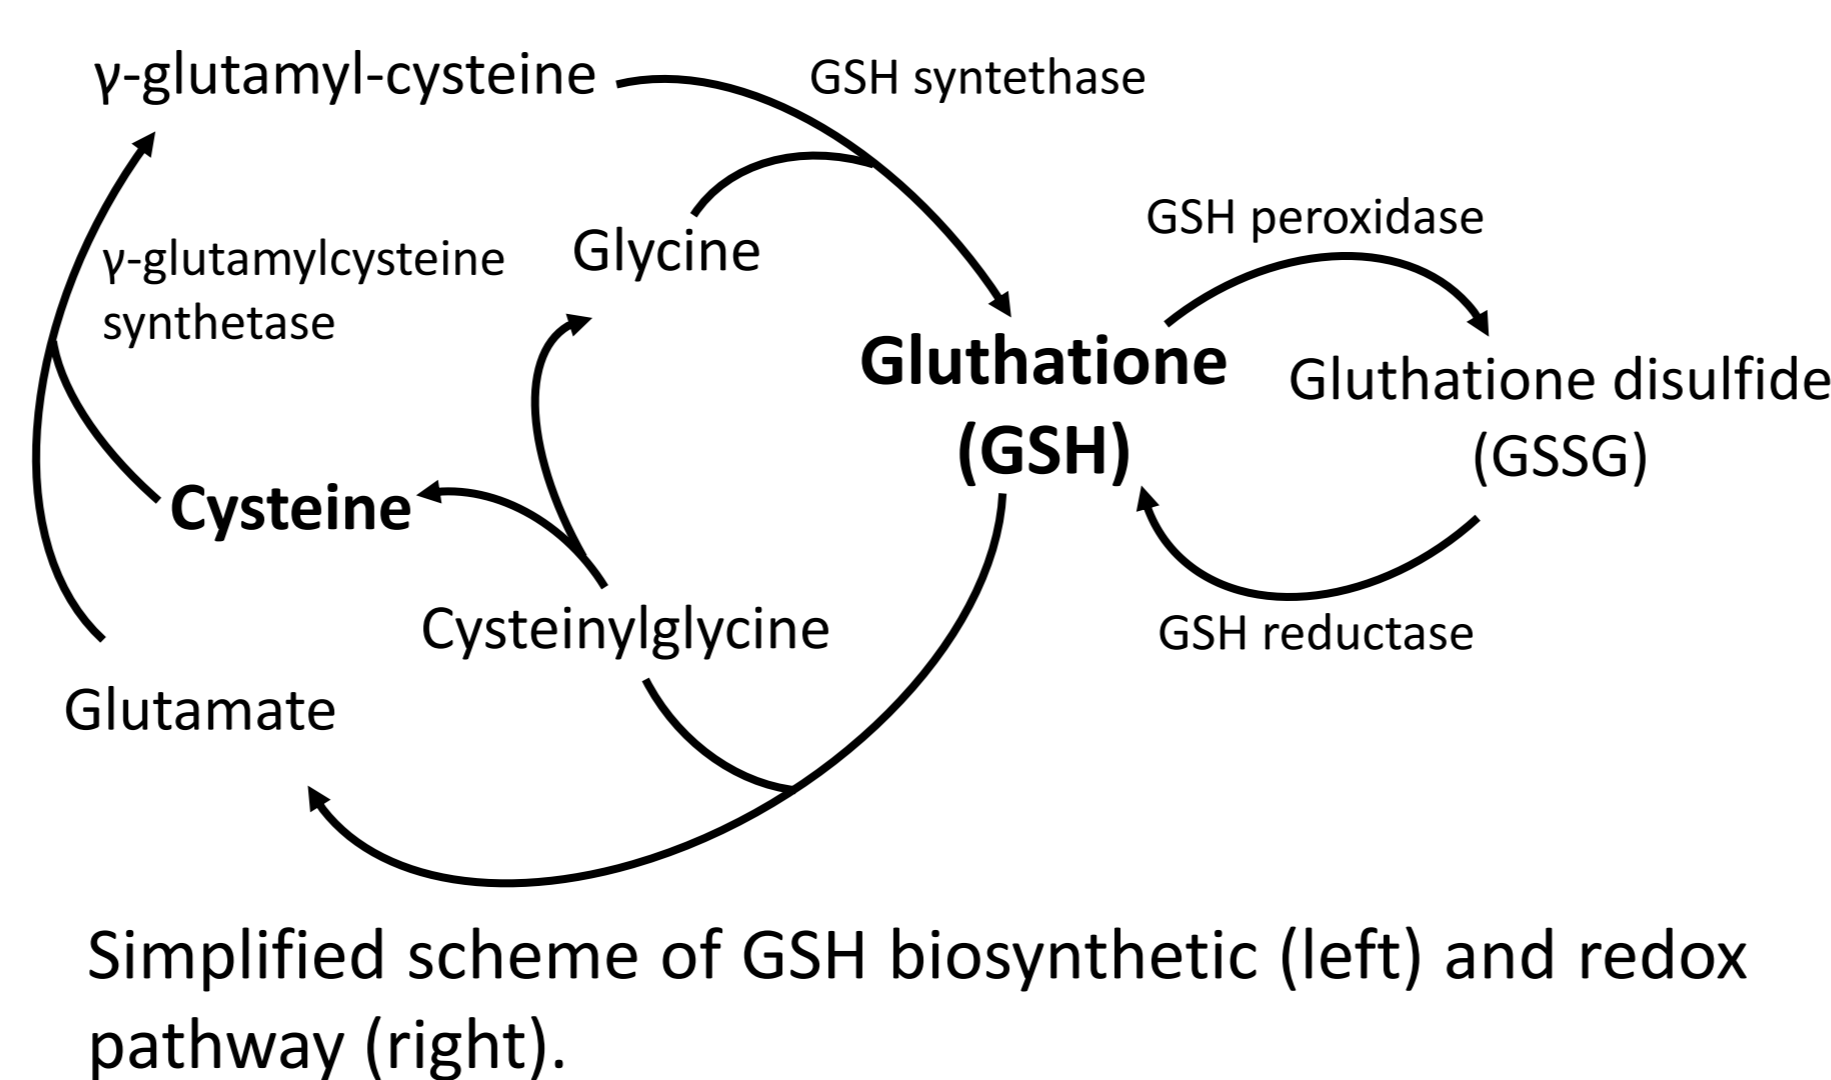 γ-glutamyl-cysteine
GSH syntethase
GSH peroxidase
γ-glutamylcysteine
synthetase
Glycine
Gluthatione
(GSH)
Gluthatione disulfide
(GSSG)
Cysteine
Cysteinylglycine
GSH reductase
Glutamate
Simplified scheme of GSH biosynthetic (left) and redox
pathway (right).